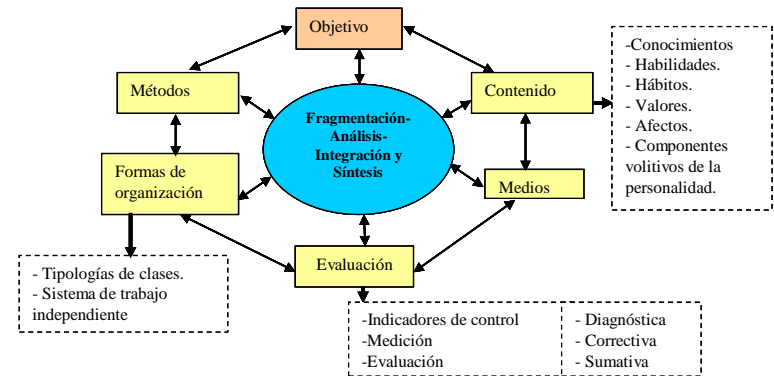 Objetivo
Métodos
Contenido
Fragmentación-
Análisis-
Integración y
Síntesis
Formas de
organización
Medios
Evaluación
-Conocimientos
- Habilidades.
- Hábitos.
- Valores.
- Afectos.
- Componentes
volitivos de la
personalidad.
- Tipologías de clases.
- Sistema de trabajo
independiente
-Indicadores de control
-Medición
-Evaluación
- Diagnóstica
- Correctiva
- Sumativa